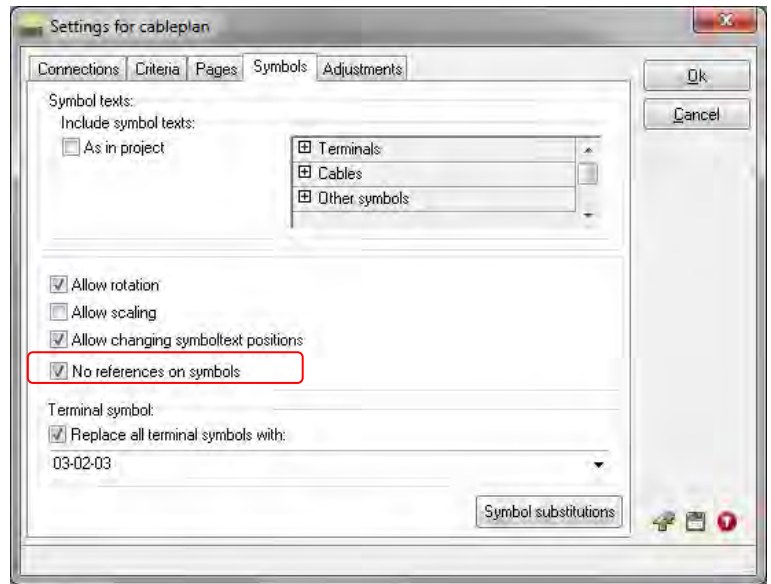 Settings for cableplan
Connections Criteria Pages Symbols Adjustments
Ok
Cancel
Symbol texts:
Include symbol texts:
As in project
Terminals
Cables
Other symbols
Allow rotation
Allow scaling
Allow changing symboltext positions
No references on symbols
Terminal symbol:
Replace all terminal symbols with:
03-02-03
Symbol substitutions